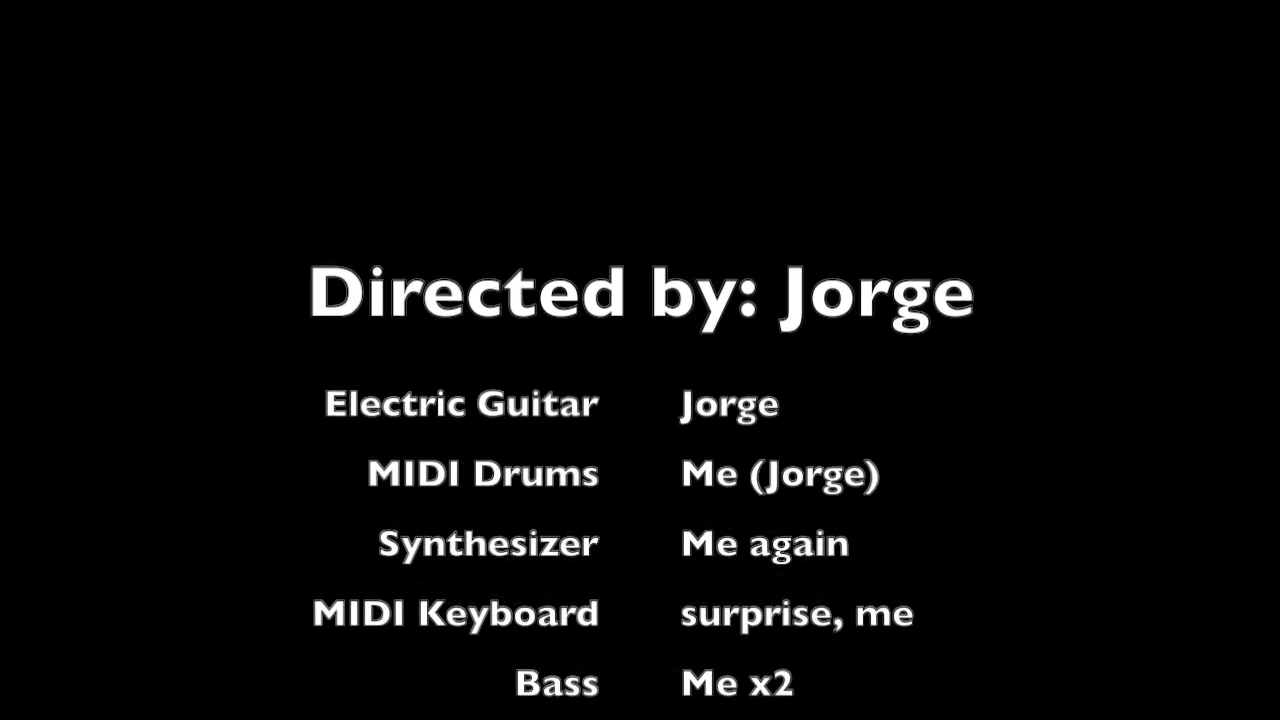 Directed by: Jorge
Electric Guitar Jorge
MIDI Drums Me (Jorge)
Synthesizer Me again
MIDI Keyboard surprise, me
Bass Me x2